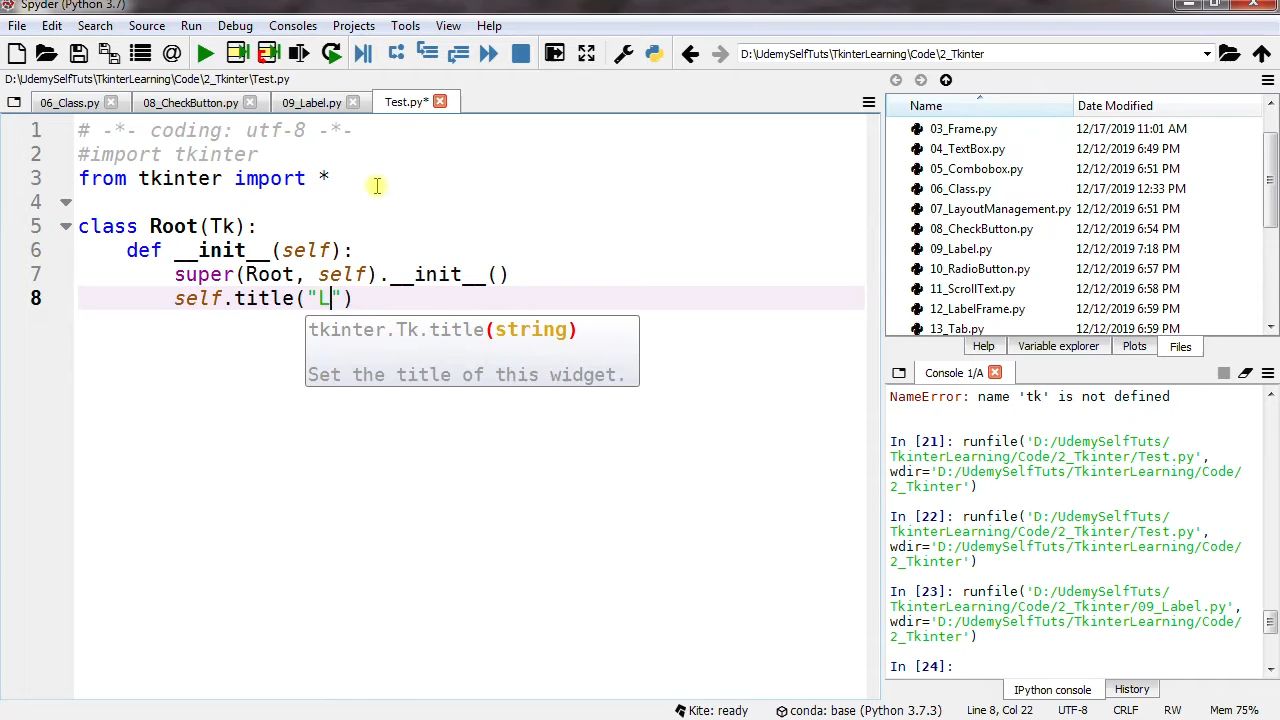 Spyder (Python 3.7)
File Edit Search Source Run Debug Consoles Projects Tools View Help
D:\UdemySelfTuts\TkinterLearning\Code\2_Tkinter
D:\UdemySelfTuts\TkinterLearning\Code\2_Tkinter\Test.py
06_Class.py 08_CheckButton.py 09_Label.py Test.py*
1 # -*- coding: utf-8 -*-
2 #import tkinter
3 from tkinter import *
4
5 class Root(Tk):
6 def __init__(self):
7 super(Root, self).__init__()
8 self.title("L")
tkinter.Tk.title(string)
Set the title of this widget.
Name Date Modified
03_Frame.py 12/17/2019 11:01 AM
04_TextBox.py 12/12/2019 6:49 PM
05_Combobox.py 12/12/2019 6:51 PM
06_Class.py 12/17/2019 12:33 PM
07_LayoutManagement.py 12/12/2019 6:51 PM
08_CheckButton.py 12/12/2019 6:54 PM
09_Label.py 12/12/2019 7:18 PM
10_RadioButton.py 12/12/2019 6:57 PM
11_ScrollText.py 12/12/2019 6:58 PM
12_LabelFrame.py 12/12/2019 6:59 PM
13_Tab.py 12/12/2019 6:59 PM
Help Variable explorer Plots Files
Console 1/A
NameError: name 'tk' is not defined
In [21]: runfile('D:/UdemySelfTuts/
TkinterLearning/Code/2_Tkinter/Test.py',
wdir='D:/UdemySelfTuts/TkinterLearning/Code/
2_Tkinter')
In [22]: runfile('D:/UdemySelfTuts/
TkinterLearning/Code/2_Tkinter/Test.py',
wdir='D:/UdemySelfTuts/TkinterLearning/Code/
2_Tkinter')
In [23]: runfile('D:/UdemySelfTuts/
TkinterLearning/Code/2_Tkinter/09_Label.py',
wdir='D:/UdemySelfTuts/TkinterLearning/Code/
2_Tkinter')
In [24]:
IPython console History
Kite: ready conda: base (Python 3.7.3) Line 8, Col 22 UTF-8 CRLF RW Mem 75%